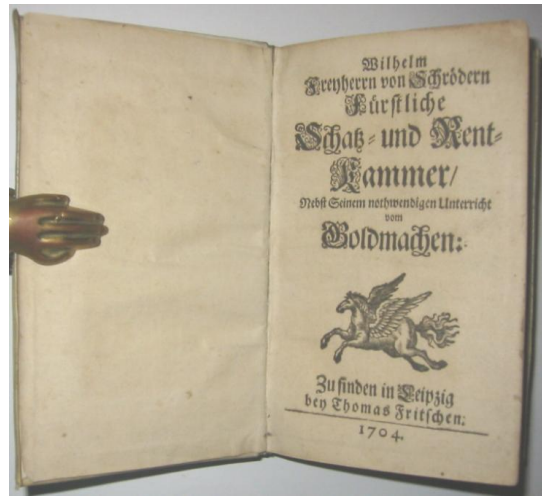 Wilhelm
Freyherrn von Schrödern
Fürstliche
Schatz- und Rent-
Kammer/
Nebst Seinem nothwendigen Unterricht
vom
Goldmachen:
Zu finden in Leipzig
bey Thomas Fritschen.
1704.